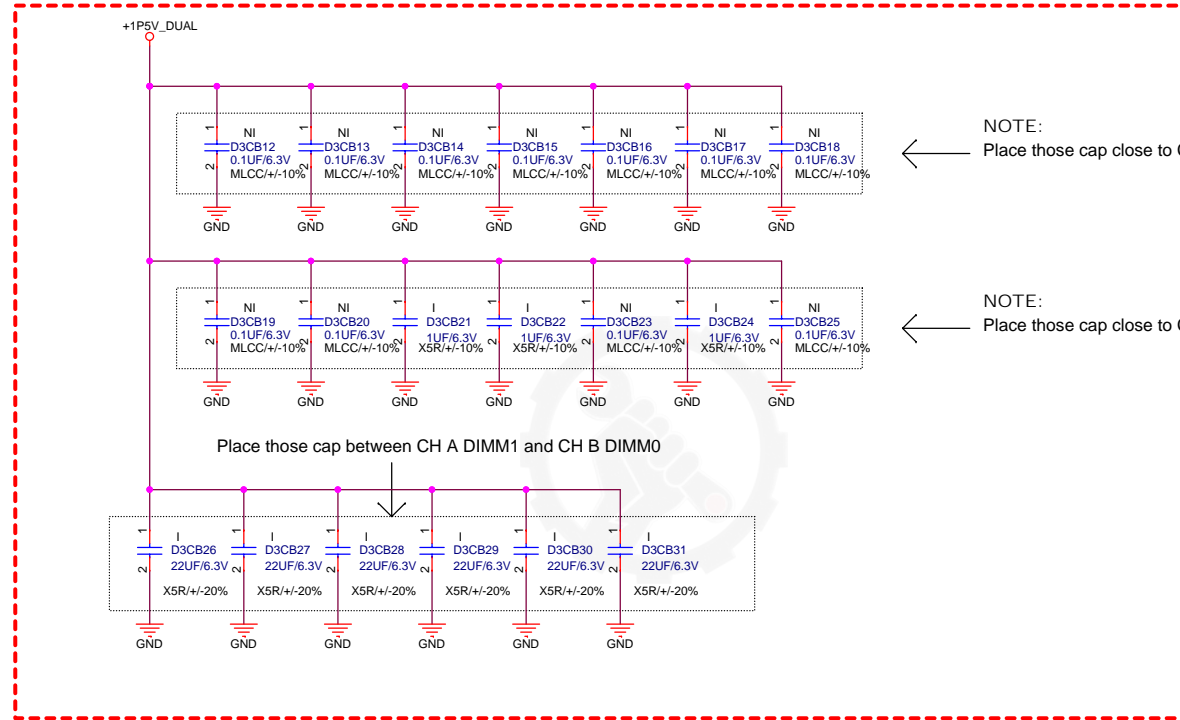 +1P5V_DUAL
1 1 1 1 1 1 1
NI NI NI NI NI NI NI
D3CB12 D3CB13 D3CB14 D3CB15 D3CB16 D3CB17 D3CB18
0.1UF/6.3V 0.1UF/6.3V 0.1UF/6.3V 0.1UF/6.3V 0.1UF/6.3V 0.1UF/6.3V 0.1UF/6.3V
2 2 2 2 2 2 2
MLCC/+/-10% MLCC/+/-10% MLCC/+/-10% MLCC/+/-10% MLCC/+/-10% MLCC/+/-10% MLCC/+/-10%
GND GND GND GND GND GND GND
NOTE:
Place those cap close to
1 1 1 1 1 1 1
NI NI I I NI I NI
D3CB19 D3CB20 D3CB21 D3CB22 D3CB23 D3CB24 D3CB25
0.1UF/6.3V 0.1UF/6.3V 1UF/6.3V 1UF/6.3V 0.1UF/6.3V 1UF/6.3V 0.1UF/6.3V
2 2 2 2 2 2 2
MLCC/+/-10% MLCC/+/-10% X5R/+/-10% X5R/+/-10% MLCC/+/-10% X5R/+/-10% MLCC/+/-10%
GND GND GND GND GND GND GND
NOTE:
Place those cap close to
Place those cap between CH A DIMM1 and CH B DIMM0
1 1 1 1 1 1
I I I I I I
D3CB26 D3CB27 D3CB28 D3CB29 D3CB30 D3CB31
22UF/6.3V 22UF/6.3V 22UF/6.3V 22UF/6.3V 22UF/6.3V 22UF/6.3V
2 2 2 2 2 2
X5R/+/-20% X5R/+/-20% X5R/+/-20% X5R/+/-20% X5R/+/-20% X5R/+/-20%
GND GND GND GND GND GND